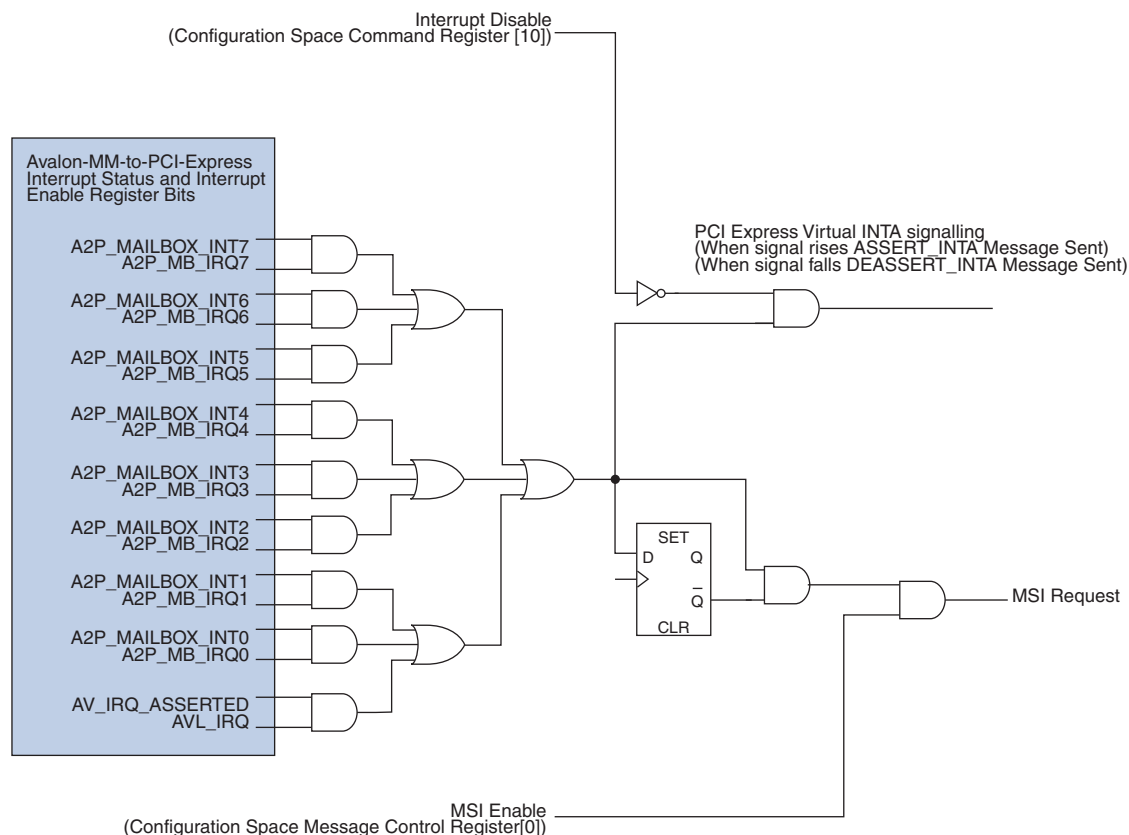 Interrupt Disable
(Configuration Space Command Register [10])
Avalon-MM-to-PCI-Express
Interrupt Status and Interrupt
Enable Register Bits
PCI Express Virtual INTA signalling
(When signal rises ASSERT_INTA Message Sent)
(When signal falls DEASSERT_INTA Message Sent)
A2P_MAILBOX_INT7
A2P_MB_IRQ7
A2P_MAILBOX_INT6
A2P_MB_IRQ6
A2P_MAILBOX_INT5
A2P_MB_IRQ5
A2P_MAILBOX_INT4
A2P_MB_IRQ4
A2P_MAILBOX_INT3
A2P_MB_IRQ3
A2P_MAILBOX_INT2
A2P_MB_IRQ2
A2P_MAILBOX_INT1
A2P_MB_IRQ1
A2P_MAILBOX_INT0
A2P_MB_IRQ0
AV_IRQ_ASSERTED
AVL_IRQ
SET
D Q
Q̅
CLR
MSI Request
MSI Enable
(Configuration Space Message Control Register[0])